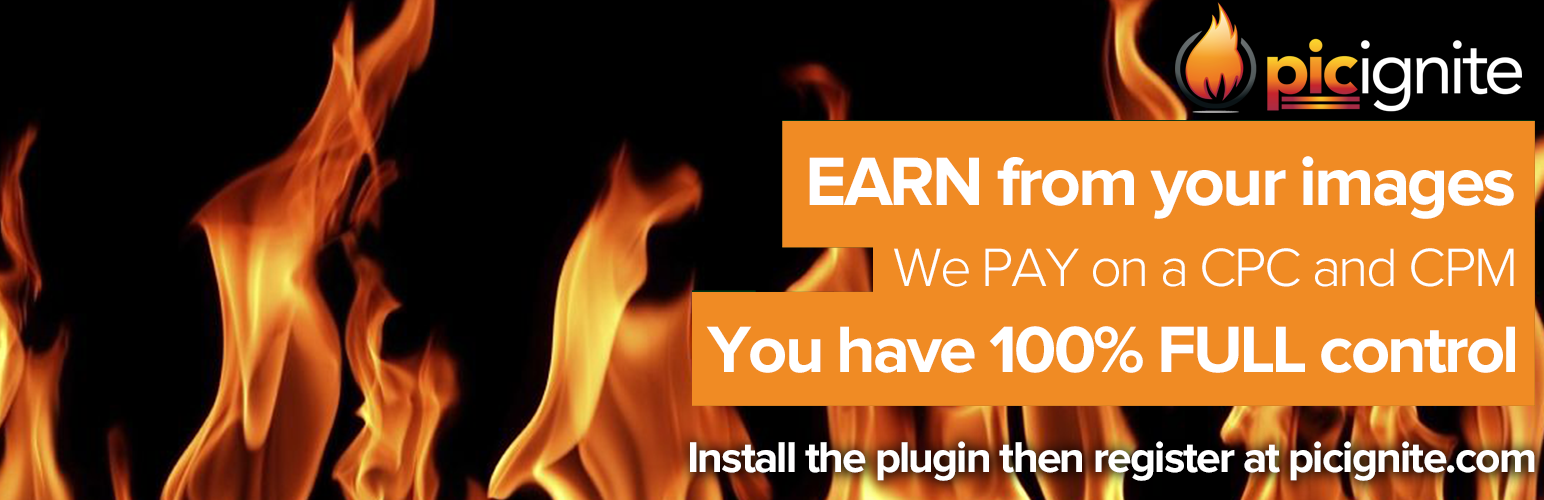 picignite
EARN from your images
We PAY on a CPC and CPM
You have 100% FULL control
Install the plugin then register at picignite.com